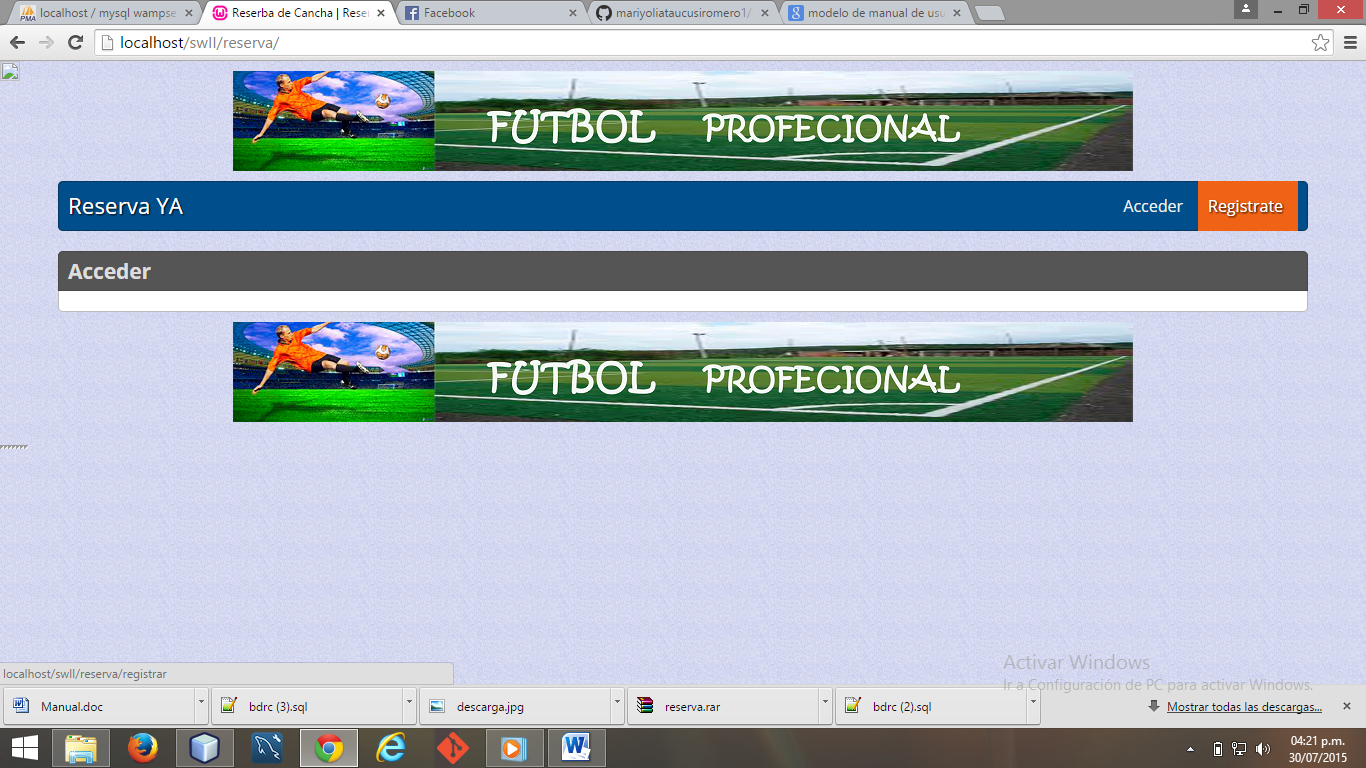 localhost / mysql wampse
Reserba de Cancha | Rese
Facebook
mariyoliataucusiromero1/
modelo de manual de usu
localhost/swll/reserva/
FUTBOL PROFECIONAL
Reserva YA
Acceder
Registrate
Acceder
FUTBOL PROFECIONAL
Activar Windows
Ir a Configuración de PC para activar Windows.
localhost/swll/reserva/registrar
Manual.doc
bdrc (3).sql
descarga.jpg
reserva.rar
bdrc (2).sql
Mostrar todas las descargas...
04:21 p.m.
30/07/2015